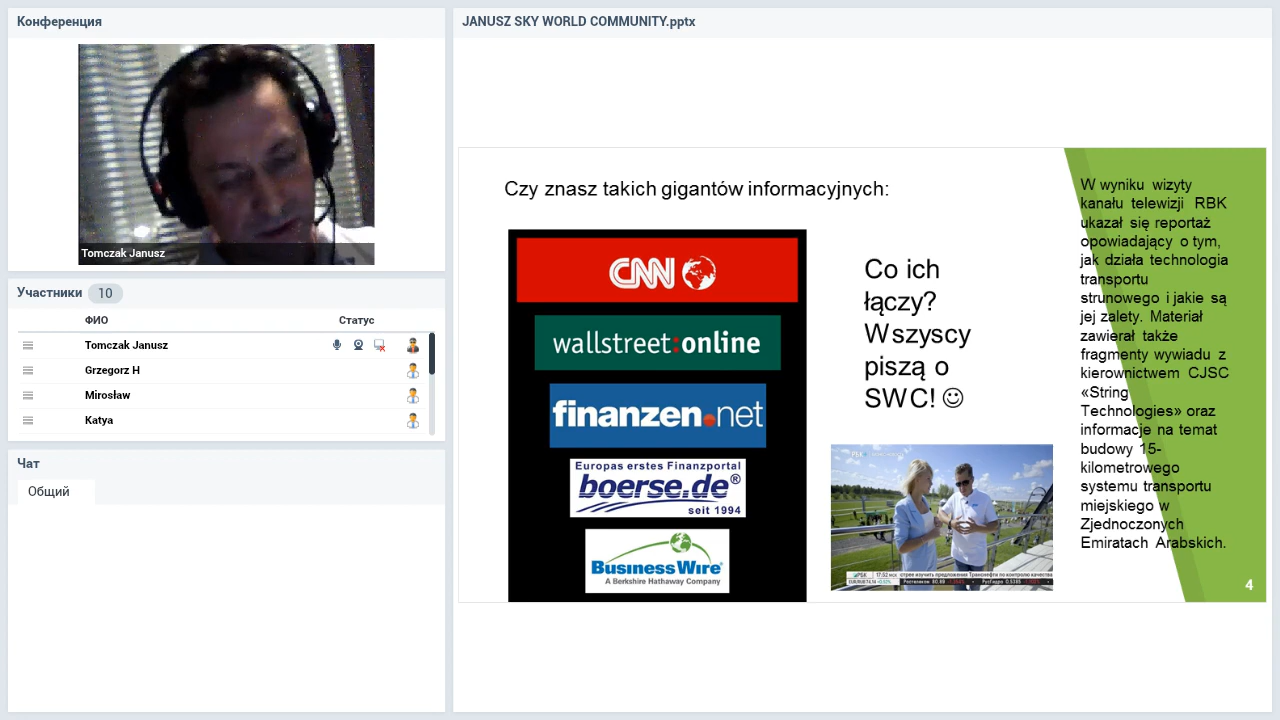 Конференция
Tomczak Janusz
Участники 10
ФИО Статус
Tomczak Janusz
Grzegorz H
Mirosław
Katya
Чат
Общий
JANUSZ SKY WORLD COMMUNITY.pptx
Czy znasz takich gigantów informacyjnych:
CNN
wallstreet:online
finanzen.net
Europas erstes Finanzportal
boerse.de®
seit 1994
Business Wire®
A Berkshire Hathaway Company
Co ich
łączy?
Wszyscy
piszą o
SWC!
РБК
W wyniku wizyty
kanału telewizji RBK
ukazał się reportaż
opowiadający o tym,
jak działa technologia
transportu
strunowego i jakie są
jej zalety. Materiał
zawierał także
fragmenty wywiadu z
kierownictwem CJSC
«String
Technologies» oraz
informacje na temat
budowy 15-
kilometrowego
systemu transportu
miejskiego w
Zjednoczonych
Emiratach Arabskich.
4